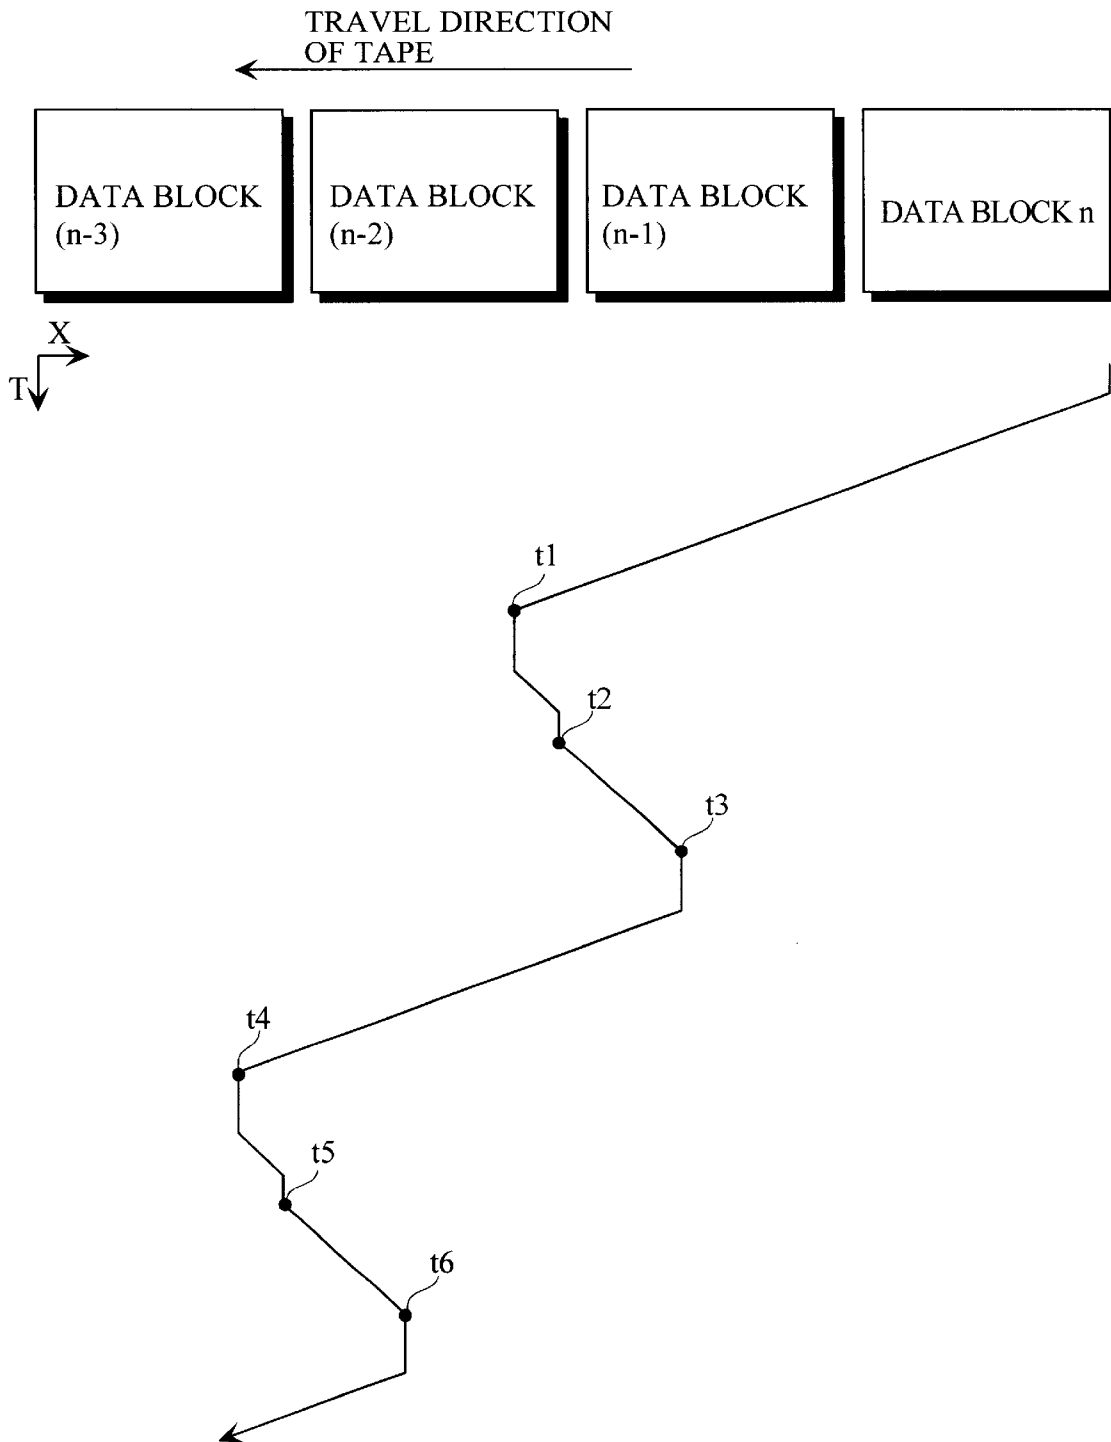 TRAVEL DIRECTION
OF TAPE
DATA BLOCK
(n-3)
DATA BLOCK
(n-2)
DATA BLOCK
(n-1)
DATA BLOCK n
X
T
t1
t2
t3
t4
t5
t6